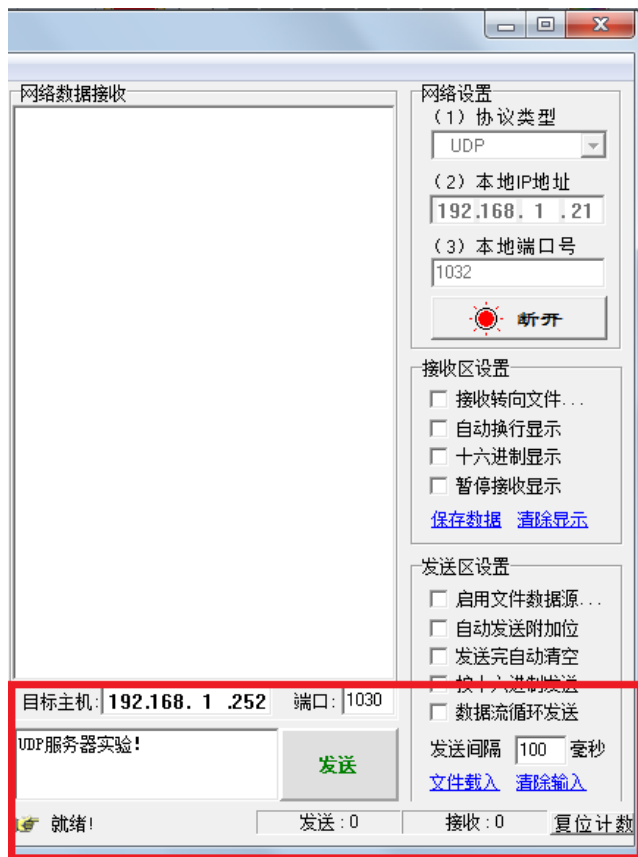 网络数据接收
网络设置
(1) 协议类型
UDP
(2) 本地IP地址
192.168. 1 .21
(3) 本地端口号
1032
断开
接收区设置
接收转向文件...
自动换行显示
十六进制显示
暂停接收显示
保存数据 清除显示
发送区设置
启用文件数据源...
自动发送附加位
发送完自动清空
按十六进制发送
数据流循环发送
发送间隔 100 毫秒
文件载入 清除输入
目标主机: 192.168. 1 .252 端口: 1030
UDP服务器实验!
发送
就绪! 发送:0 接收:0 复位计数